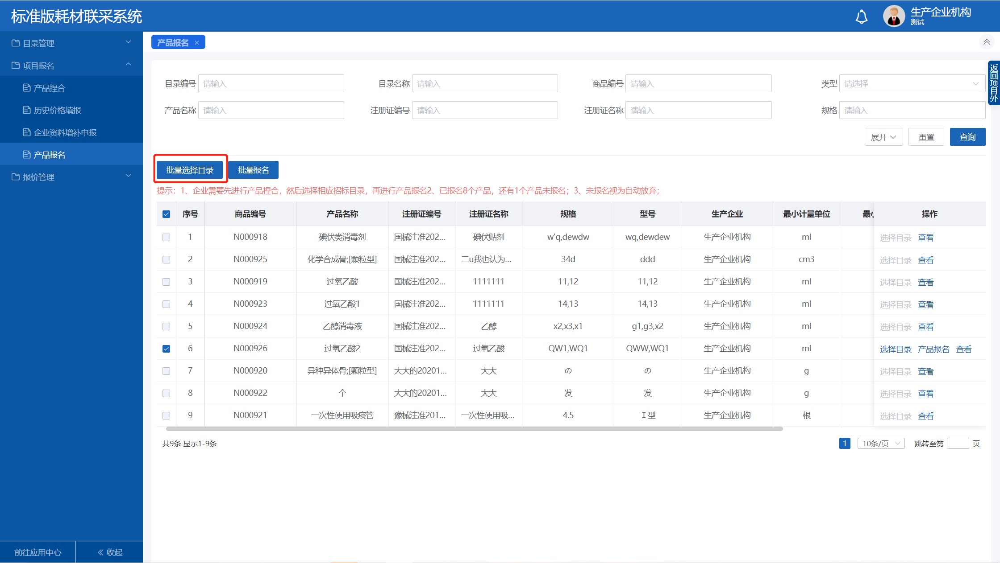 标准版耗材联采系统
生产企业机构
测试
目录管理
项目报名
产品捏合
历史价格填报
企业资料增补申报
产品报名
报价管理
前往应用中心
收起
产品报名 ×
返回项目外
目录编号 请输入 目录名称 请输入 商品编号 请输入 类型 请选择
产品名称 请输入 注册证编号 请输入 注册证名称 请输入 规格 请输入
展开 重置 查询
批量选择目录 批量报名
提示：1、企业需要先进行产品捏合，然后选择相应招标目录，再进行产品报名2、已报名8个产品，还有1个产品未报名；3、未报名视为自动放弃；
序号 商品编号 产品名称 注册证编号 注册证名称 规格 型号 生产企业 最小计量单位 最小 操作
1 N000918 碘伏类消毒剂 国械注准202... 碘伏贴剂 w'q,dewdw wq,dewdew 生产企业机构 ml 选择目录 查看
2 N000925 化学合成骨;[颗粒型] 国械注准202... 二u我也认为... 34d ddd 生产企业机构 cm3 选择目录 查看
3 N000919 过氧乙酸 国械注准202... 1111111 11,12 11,12 生产企业机构 ml 选择目录 查看
4 N000923 过氧乙酸1 国械注准202... 1111111 14,13 14,13 生产企业机构 ml 选择目录 查看
5 N000924 乙醇消毒液 国械注准202... 乙醇 x2,x3,x1 g1,g3,x2 生产企业机构 ml 选择目录 查看
6 N000926 过氧乙酸2 国械注准202... 过氧乙酸 QW1,WQ1 QWW,WQ1 生产企业机构 ml 选择目录 产品报名 查看
7 N000920 异种异体骨;[颗粒型] 大大的20201... 大大 の の 生产企业机构 g 选择目录 查看
8 N000922 个 大大的20201... 大大 发 发 生产企业机构 g 选择目录 查看
9 N000921 一次性使用吸痰管 豫械注准201... 一次性使用吸... 4.5 I 型 生产企业机构 根 选择目录 查看
共9条 显示1-9条
1 10条/页 跳转至第 页